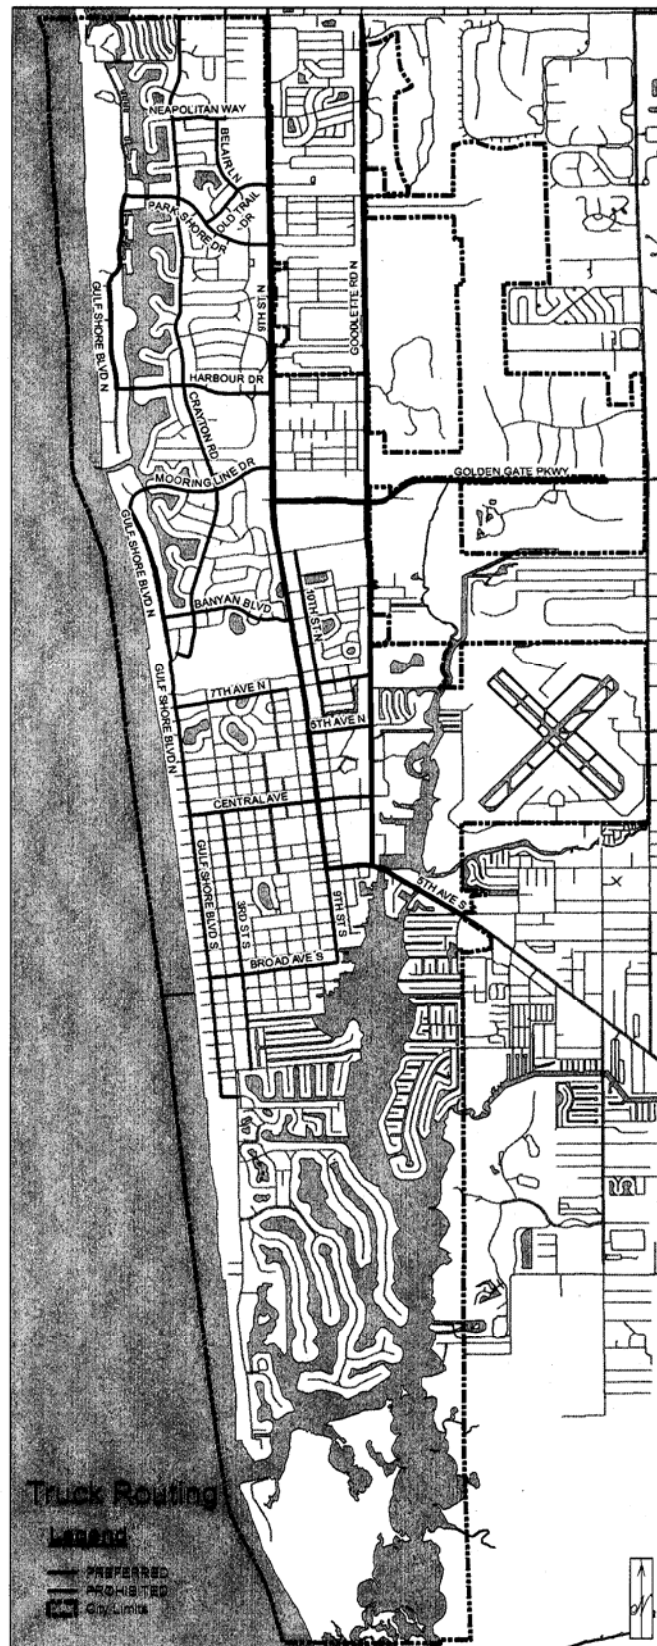 NEAPOLITAN WAY
BELAIR LN
OLD TRAIL
DR
PARK SHORE DR
GULF SHORE BLVD N
9TH ST N
GOODLETTE RD N
HARBOUR DR
CRAYTON RD
MOORING LINE DR
GOLDEN GATE PKWY
GULF SHORE BLVD N
BANYAN BLVD
10TH ST N
GULF SHORE BLVD N
7TH AVE N
5TH AVE N
CENTRAL AVE
GULF SHORE BLVD S
3RD ST S
9TH ST S
5TH AVE S
BROAD AVE S
Truck Routing
Legend
PREFERRED
PROHIBITED
City Limits
N